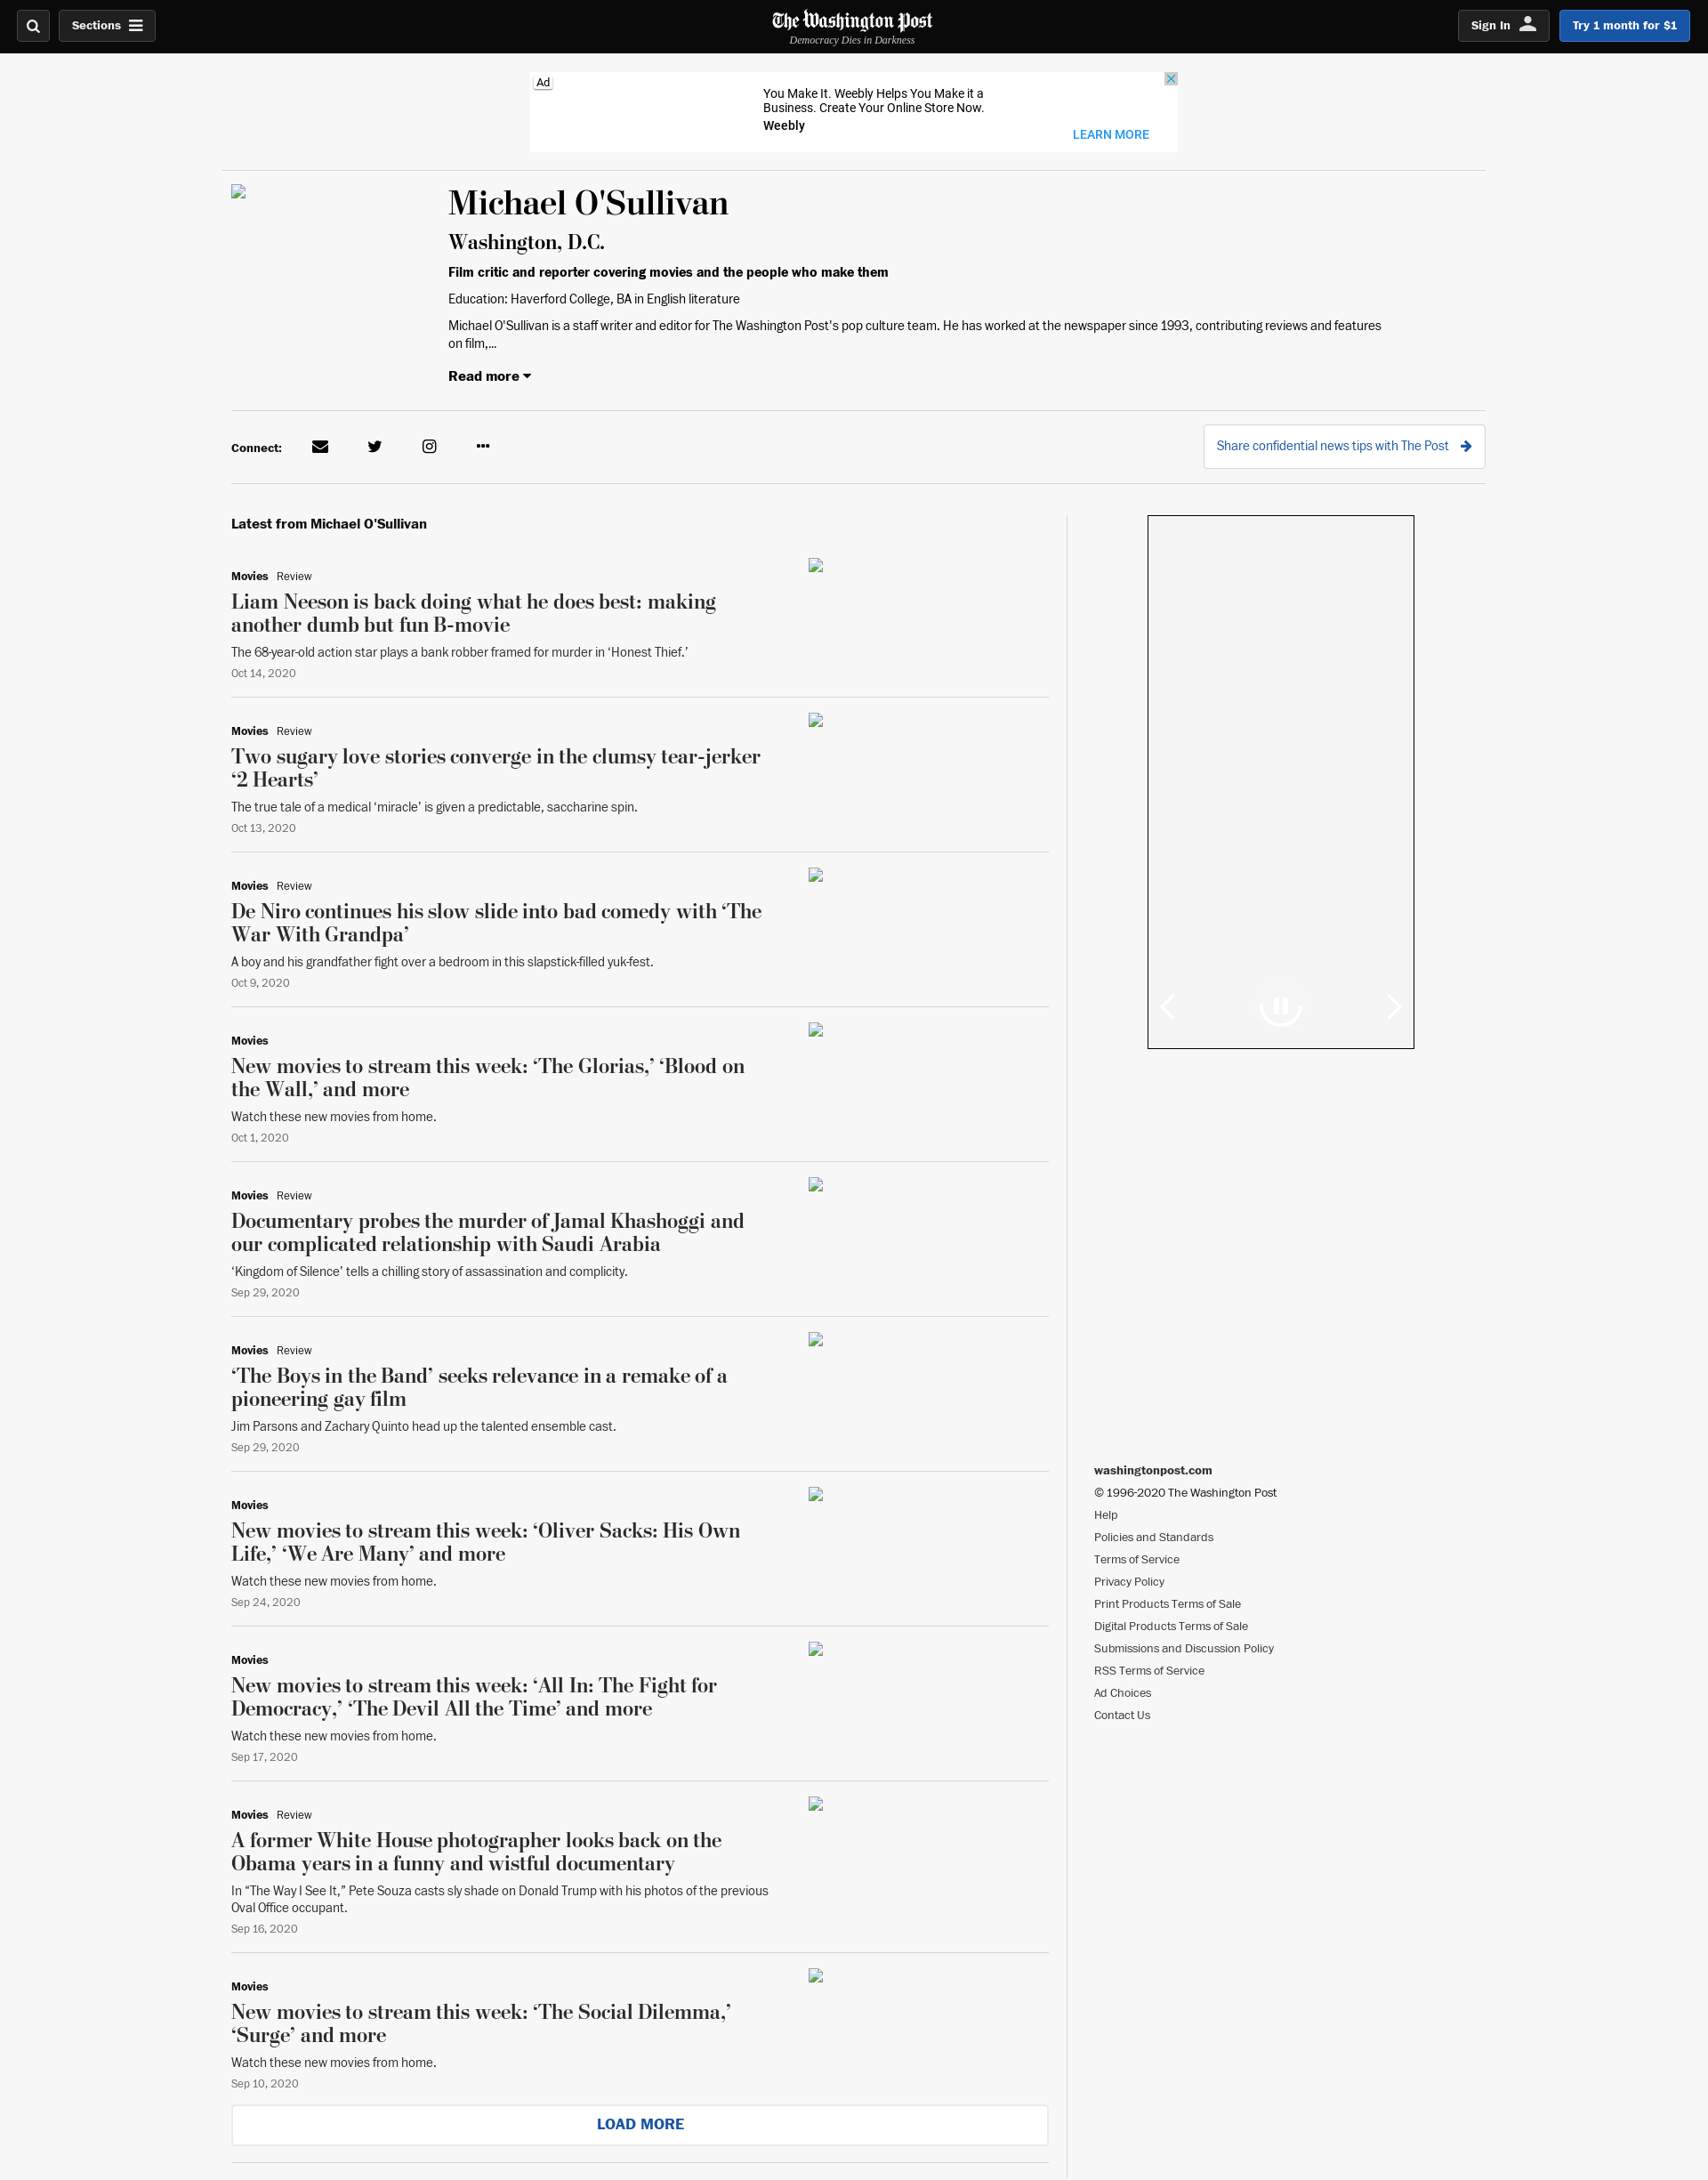 Sections
The Washington Post
Democracy Dies in Darkness
Sign In
Try 1 month for $1
Ad
You Make It. Weebly Helps You Make it a
Business. Create Your Online Store Now.
Weebly
LEARN MORE
Michael O'Sullivan
Washington, D.C.
Film critic and reporter covering movies and the people who make them
Education: Haverford College, BA in English literature
Michael O'Sullivan is a staff writer and editor for The Washington Post's pop culture team. He has worked at the newspaper since 1993, contributing reviews and features
on film,...
Read more
Connect:
Share confidential news tips with The Post
Latest from Michael O'Sullivan
Movies Review
Liam Neeson is back doing what he does best: making
another dumb but fun B-movie
The 68-year-old action star plays a bank robber framed for murder in ‘Honest Thief.’
Oct 14, 2020
Movies Review
Two sugary love stories converge in the clumsy tear-jerker
‘2 Hearts’
The true tale of a medical ‘miracle’ is given a predictable, saccharine spin.
Oct 13, 2020
Movies Review
De Niro continues his slow slide into bad comedy with ‘The
War With Grandpa’
A boy and his grandfather fight over a bedroom in this slapstick-filled yuk-fest.
Oct 9, 2020
Movies
New movies to stream this week: ‘The Glorias,’ ‘Blood on
the Wall,’ and more
Watch these new movies from home.
Oct 1, 2020
Movies Review
Documentary probes the murder of Jamal Khashoggi and
our complicated relationship with Saudi Arabia
‘Kingdom of Silence’ tells a chilling story of assassination and complicity.
Sep 29, 2020
Movies Review
‘The Boys in the Band’ seeks relevance in a remake of a
pioneering gay film
Jim Parsons and Zachary Quinto head up the talented ensemble cast.
Sep 29, 2020
Movies
New movies to stream this week: ‘Oliver Sacks: His Own
Life,’ ‘We Are Many’ and more
Watch these new movies from home.
Sep 24, 2020
Movies
New movies to stream this week: ‘All In: The Fight for
Democracy,’ ‘The Devil All the Time’ and more
Watch these new movies from home.
Sep 17, 2020
Movies Review
A former White House photographer looks back on the
Obama years in a funny and wistful documentary
In “The Way I See It,” Pete Souza casts sly shade on Donald Trump with his photos of the previous
Oval Office occupant.
Sep 16, 2020
Movies
New movies to stream this week: ‘The Social Dilemma,’
‘Surge’ and more
Watch these new movies from home.
Sep 10, 2020
LOAD MORE
washingtonpost.com
© 1996-2020 The Washington Post
Help
Policies and Standards
Terms of Service
Privacy Policy
Print Products Terms of Sale
Digital Products Terms of Sale
Submissions and Discussion Policy
RSS Terms of Service
Ad Choices
Contact Us